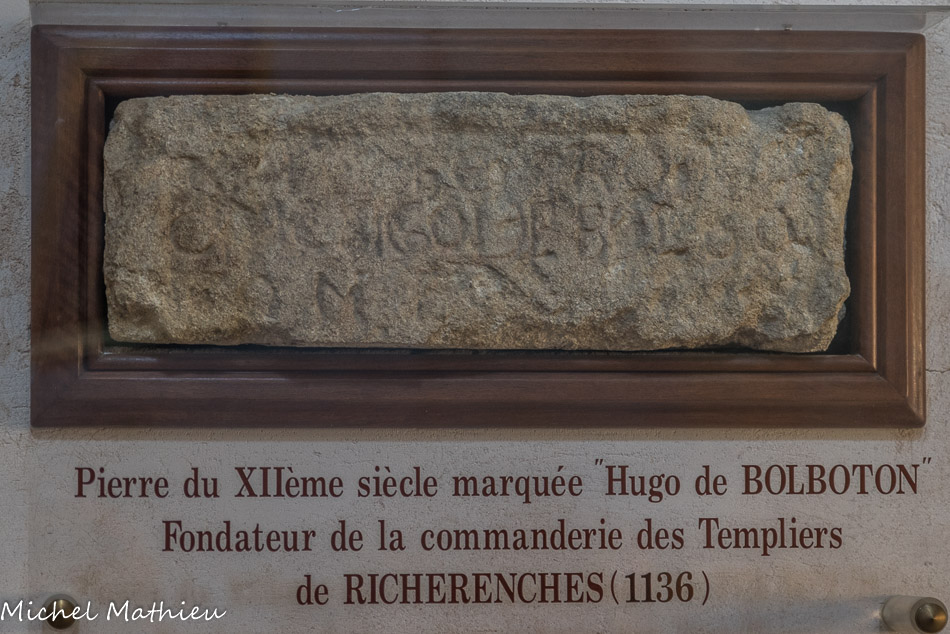 Pierre du XIIème siècle marquée "Hugo de BOLBOTON"
Fondateur de la commanderie des Templiers
de RICHERENCHES (1136)
Michel Mathieu